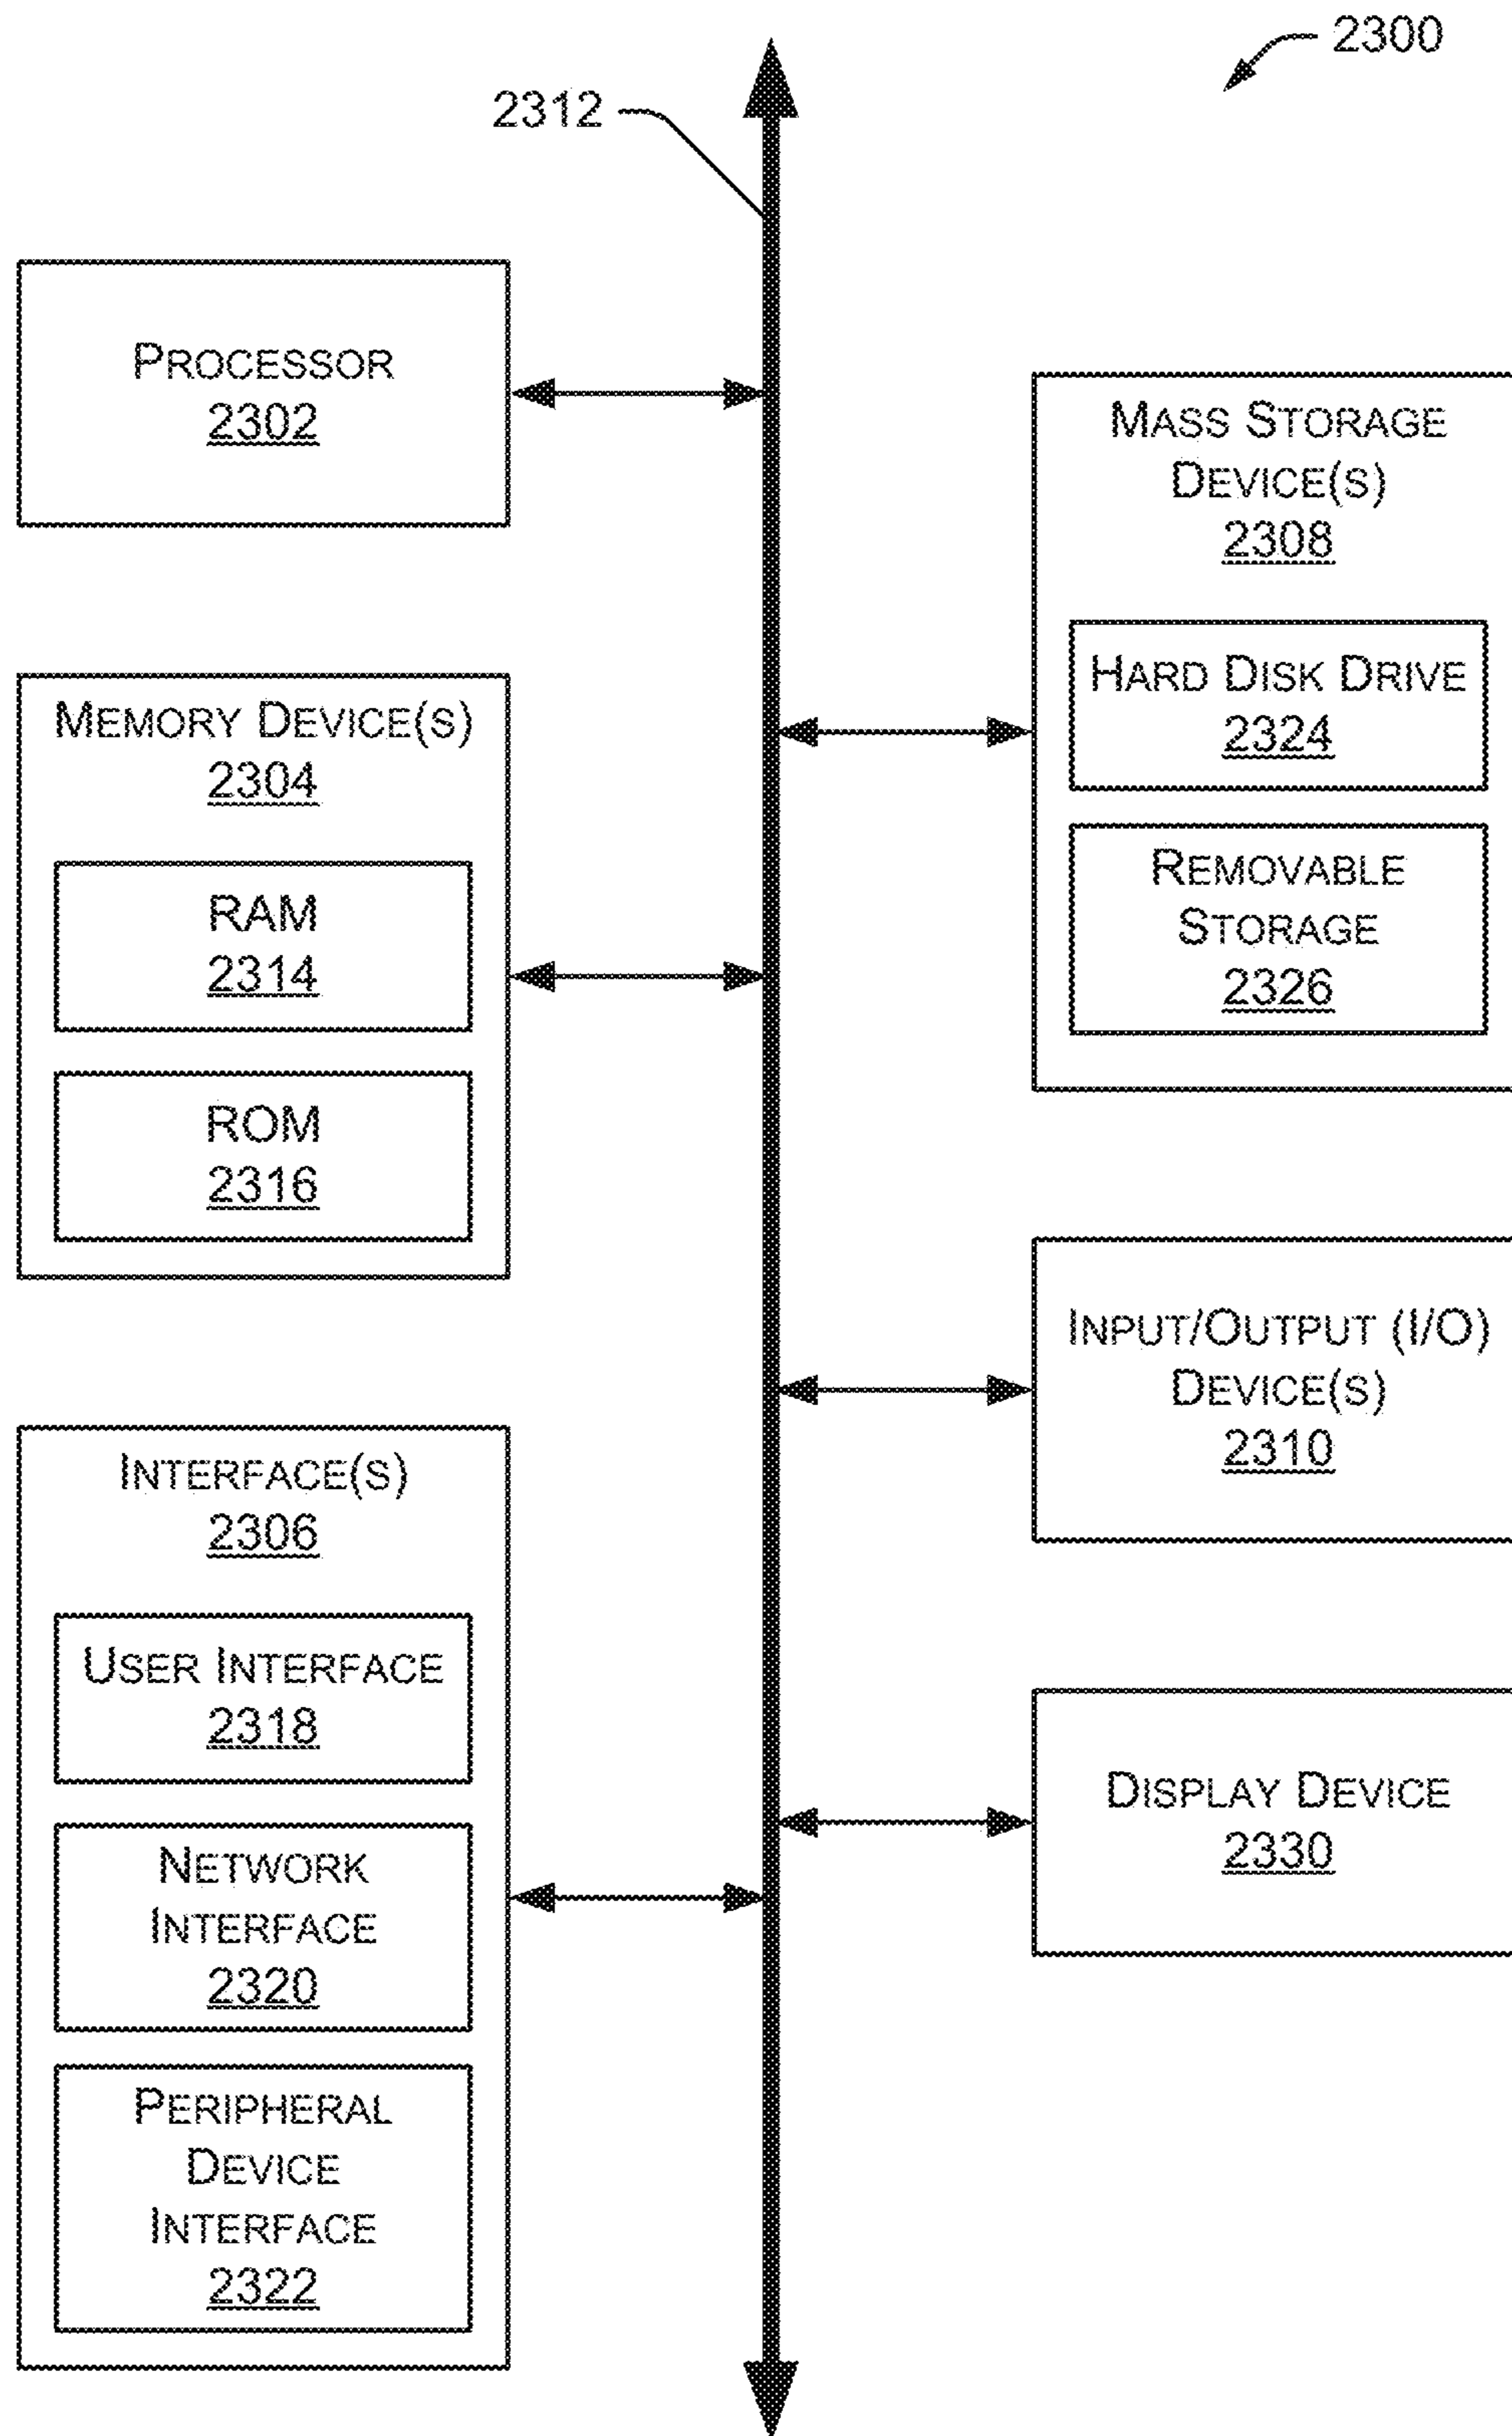 2300
2312
PROCESSOR
2302
MEMORY DEVICE(S)
2304
RAM
2314
ROM
2316
INTERFACE(S)
2306
USER INTERFACE
2318
NETWORK
INTERFACE
2320
PERIPHERAL
DEVICE
INTERFACE
2322
MASS STORAGE
DEVICE(S)
2308
HARD DISK DRIVE
2324
REMOVABLE
STORAGE
2326
INPUT/OUTPUT (I/O)
DEVICE(S)
2310
DISPLAY DEVICE
2330